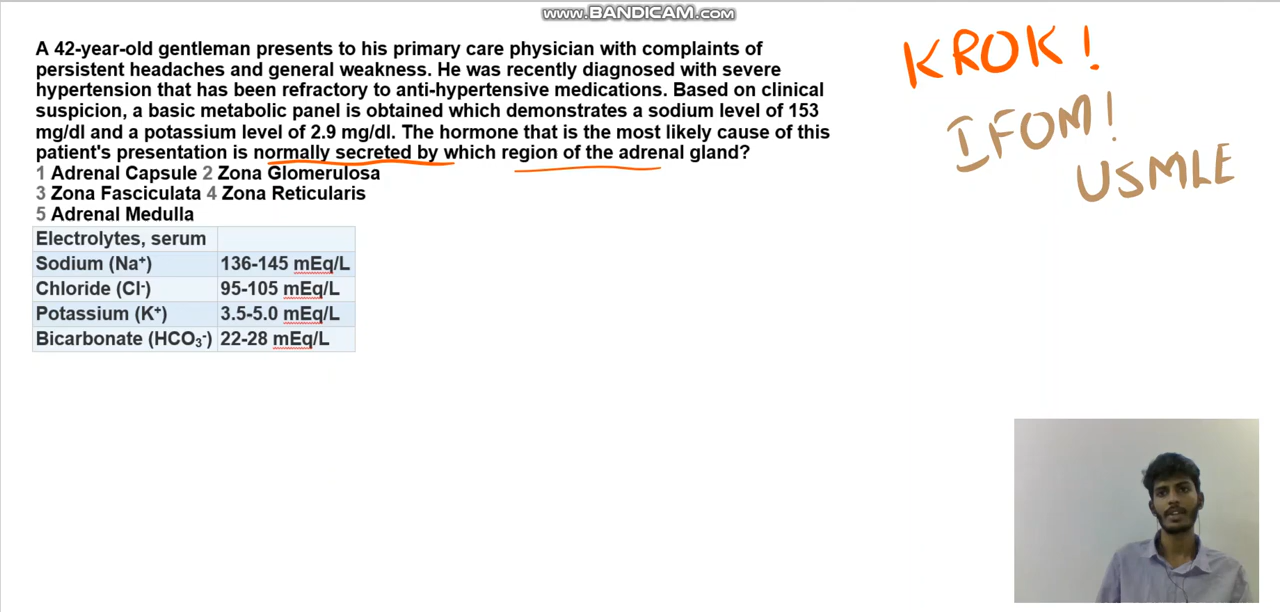 www.BANDICAM.com
A 42-year-old gentleman presents to his primary care physician with complaints of
persistent headaches and general weakness. He was recently diagnosed with severe
hypertension that has been refractory to anti-hypertensive medications. Based on clinical
suspicion, a basic metabolic panel is obtained which demonstrates a sodium level of 153
mg/dl and a potassium level of 2.9 mg/dl. The hormone that is the most likely cause of this
patient's presentation is normally secreted by which region of the adrenal gland?
1 Adrenal Capsule 2 Zona Glomerulosa
3 Zona Fasciculata 4 Zona Reticularis
5 Adrenal Medulla
Electrolytes, serum
Sodium (Na⁺) 136-145 mEq/L
Chloride (Cl⁻) 95-105 mEq/L
Potassium (K⁺) 3.5-5.0 mEq/L
Bicarbonate (HCO₃⁻) 22-28 mEq/L
KROK!
IFOM!
USMLE